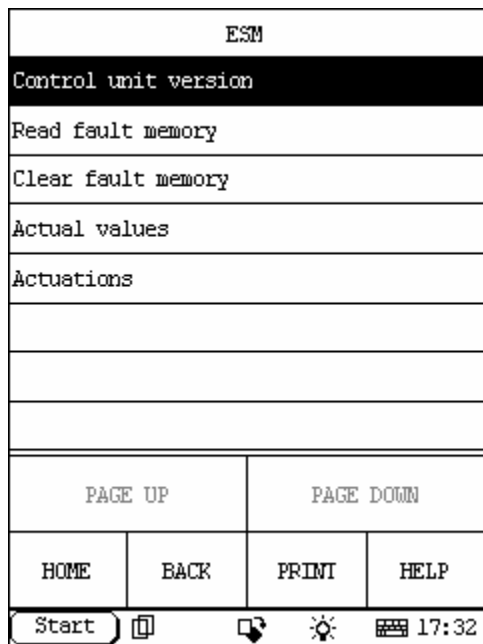 ESM
Control unit version
Read fault memory
Clear fault memory
Actual values
Actuations
PAGE UP PAGE DOWN
HOME BACK PRINT HELP
Start 17:32